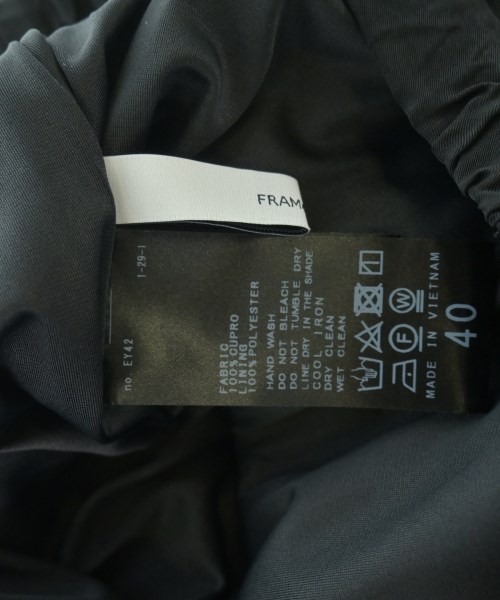 FRAM
no. EY42
1-29-1
FABRIC
100%CUPRO
LINING
100%POLYESTER
HAND WASH
DO NOT BLEACH
DO NOT TUMBLE DRY
LINE DRY IN THE SHADE
COOL IRON
DRY CLEAN
WET CLEAN
P W
MADE IN VIETNAM
40